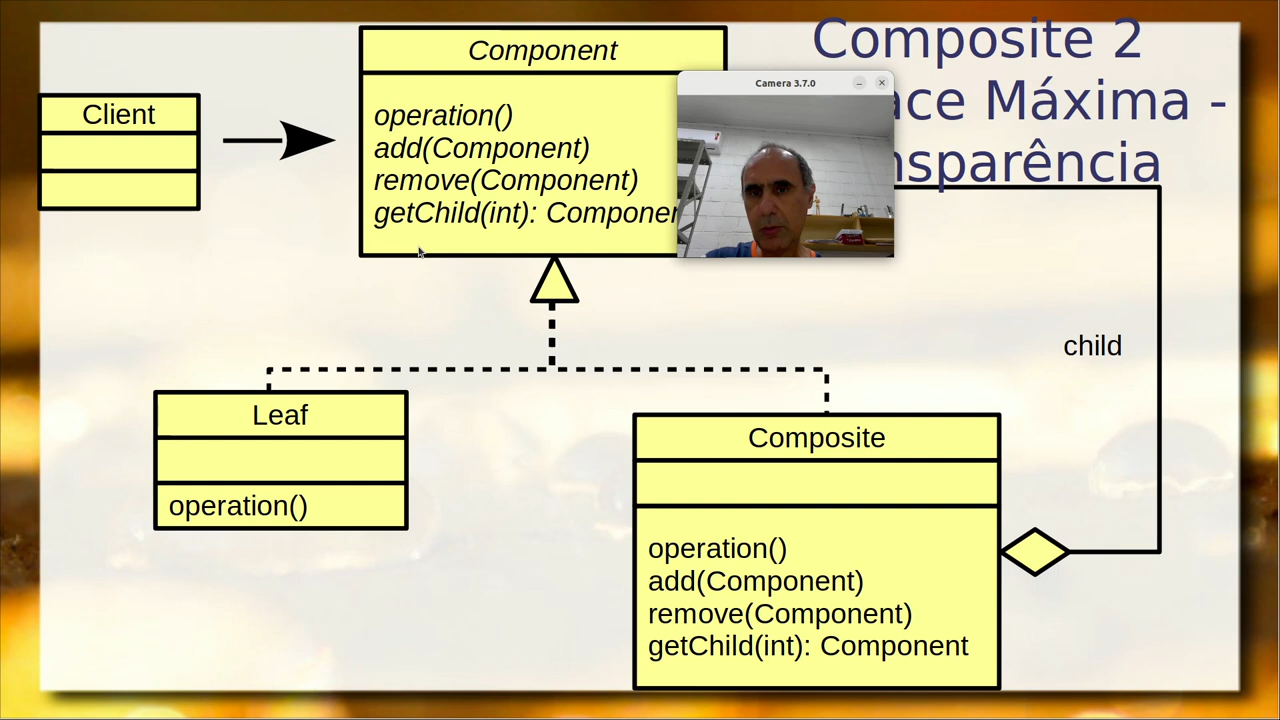 Composite 2
ace Máxima -
nsparência
Component
operation()
add(Component)
remove(Component)
getChild(int): Componen
Client
Camera 3.7.0
child
Leaf
operation()
Composite
operation()
add(Component)
remove(Component)
getChild(int): Component